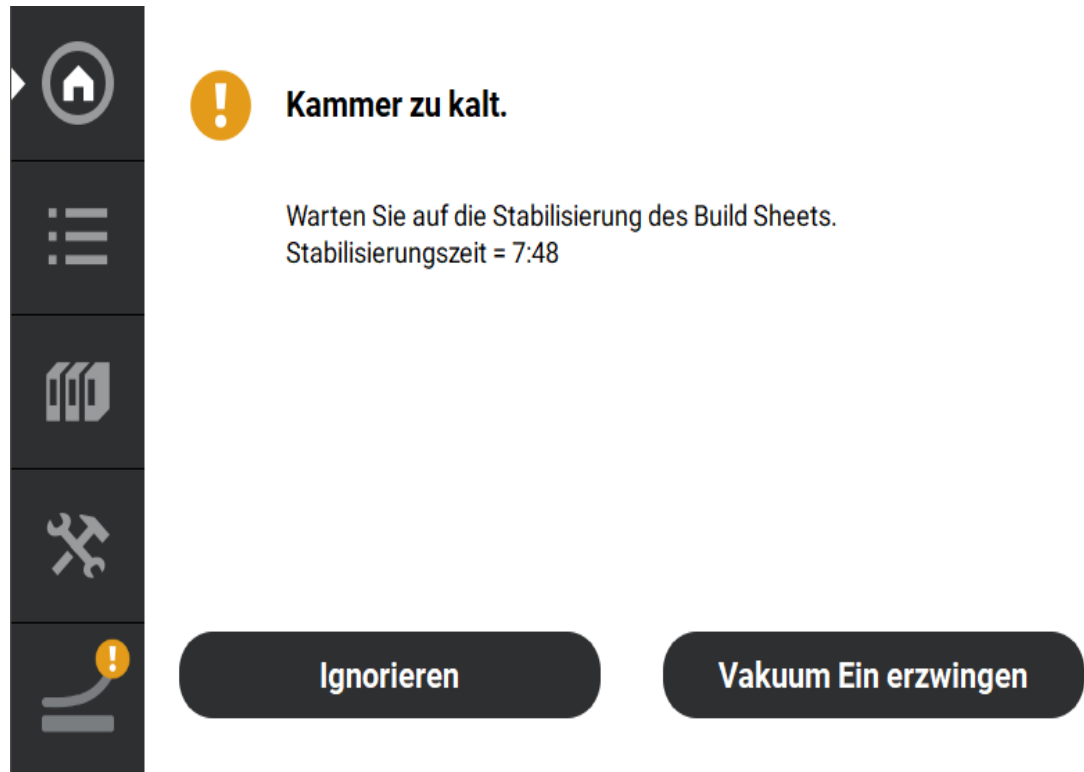 Kammer zu kalt.
Warten Sie auf die Stabilisierung des Build Sheets.
Stabilisierungszeit = 7:48
Ignorieren
Vakuum Ein erzwingen